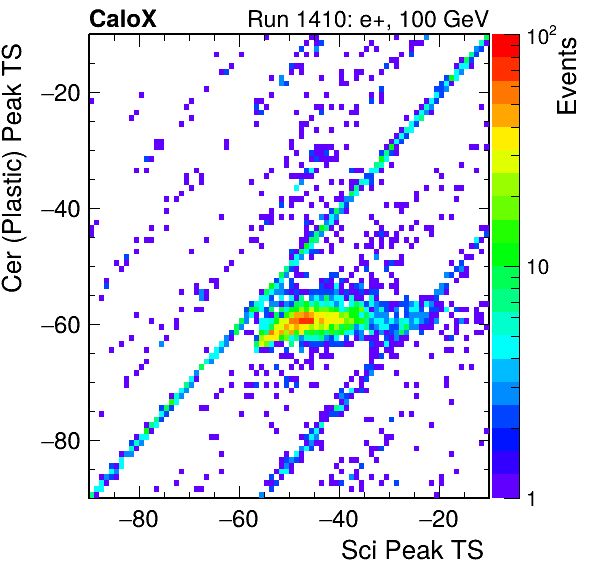 CaloX Run 1410: e+, 100 GeV
Cer (Plastic) Peak TS
−20
−40
−60
−80
−80 −60 −40 −20
Sci Peak TS
10²
10
1
Events